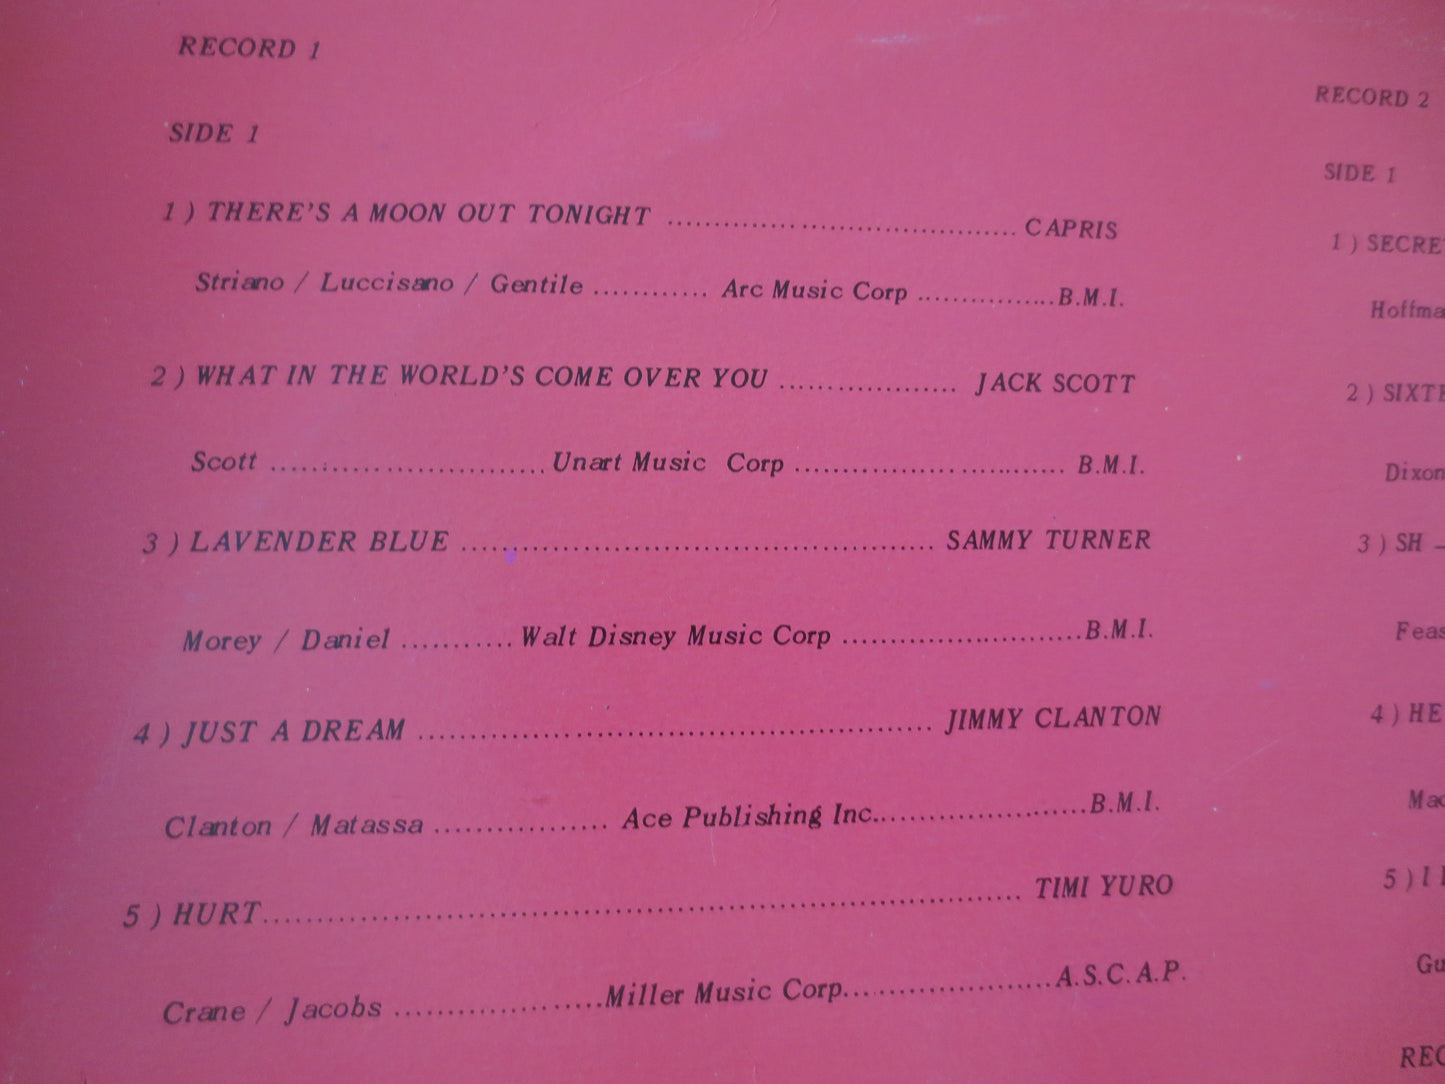 RECORD 1
SIDE 1
1 ) THERE'S A MOON OUT TONIGHT ..................................... CAPRIS
Striano / Luccisano / Gentile ............ Arc Music Corp ................B.M.I.
2 ) WHAT IN THE WORLD'S COME OVER YOU ................... JACK SCOTT
Scott .............................Unart Music Corp ............................. B.M.I.
3 ) LAVENDER BLUE .................................................. SAMMY TURNER
Morey / Daniel ............Walt Disney Music Corp ..........................B.M.I.
4 ) JUST A DREAM ...................................................... JIMMY CLANTON
Clanton / Matassa .................. Ace Publishing Inc.......................B.M.I.
5 ) HURT................................................................................ TIMI YURO
Crane / Jacobs ......................Miller Music Corp......................A.S.C.A.P.
RECORD 2
SIDE 1
1 ) SECRE
Hoffma
2 ) SIXTE
Dixon
3 ) SH –
Feas
4 ) HE
Mac
5 ) I
Gu
REC